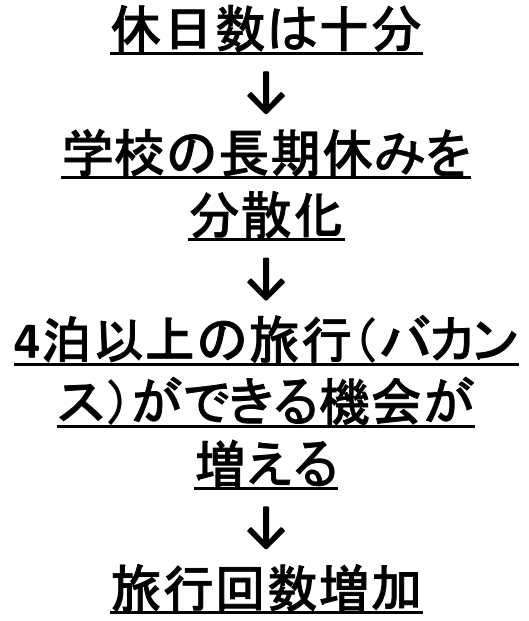 休日数は十分
↓
学校の長期休みを
分散化
↓
4泊以上の旅行(バカン
ス)ができる機会が
増える
↓
旅行回数増加